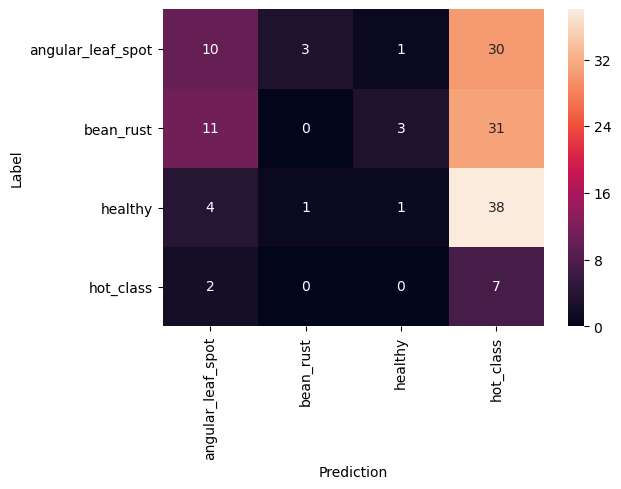 angular_leaf_spot 10 3 1 30
bean_rust 11 0 3 31
healthy 4 1 1 38
hot_class 2 0 0 7
angular_leaf_spot
bean_rust
healthy
hot_class
Prediction
Label
32
24
16
8
0